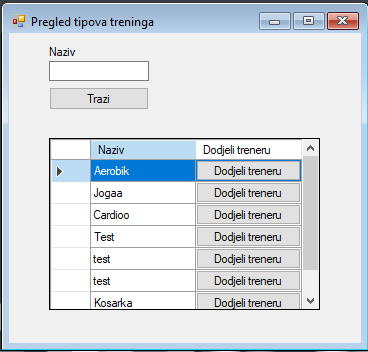 Pregled tipova treninga
Naziv
Trazi
Naziv Dodjeli treneru
Aerobik Dodjeli treneru
Jogaa Dodjeli treneru
Cardioo Dodjeli treneru
Test Dodjeli treneru
test Dodjeli treneru
test Dodjeli treneru
Kosarka Dodjeli treneru